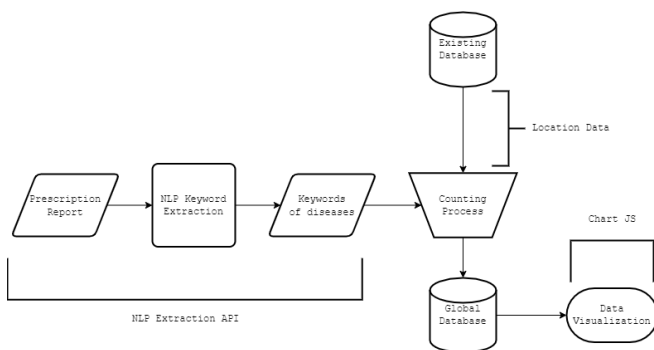 Existing
Database
Location Data
Prescription
Report
NLP Keyword
Extraction
Keywords
of diseases
Counting
Process
Chart JS
NLP Extraction API
Global
Database
Data
Visualization